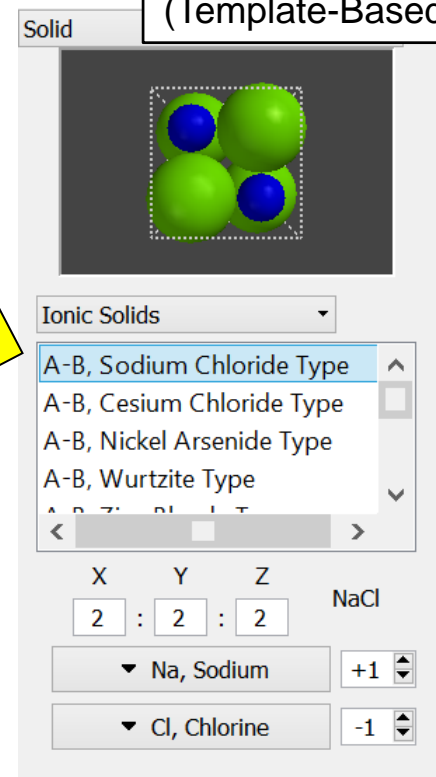 (Template-Based
Solid
Ionic Solids
A-B, Sodium Chloride Type
A-B, Cesium Chloride Type
A-B, Nickel Arsenide Type
A-B, Wurtzite Type
X Y Z
NaCl
2 : 2 : 2
Na, Sodium +1
Cl, Chlorine -1